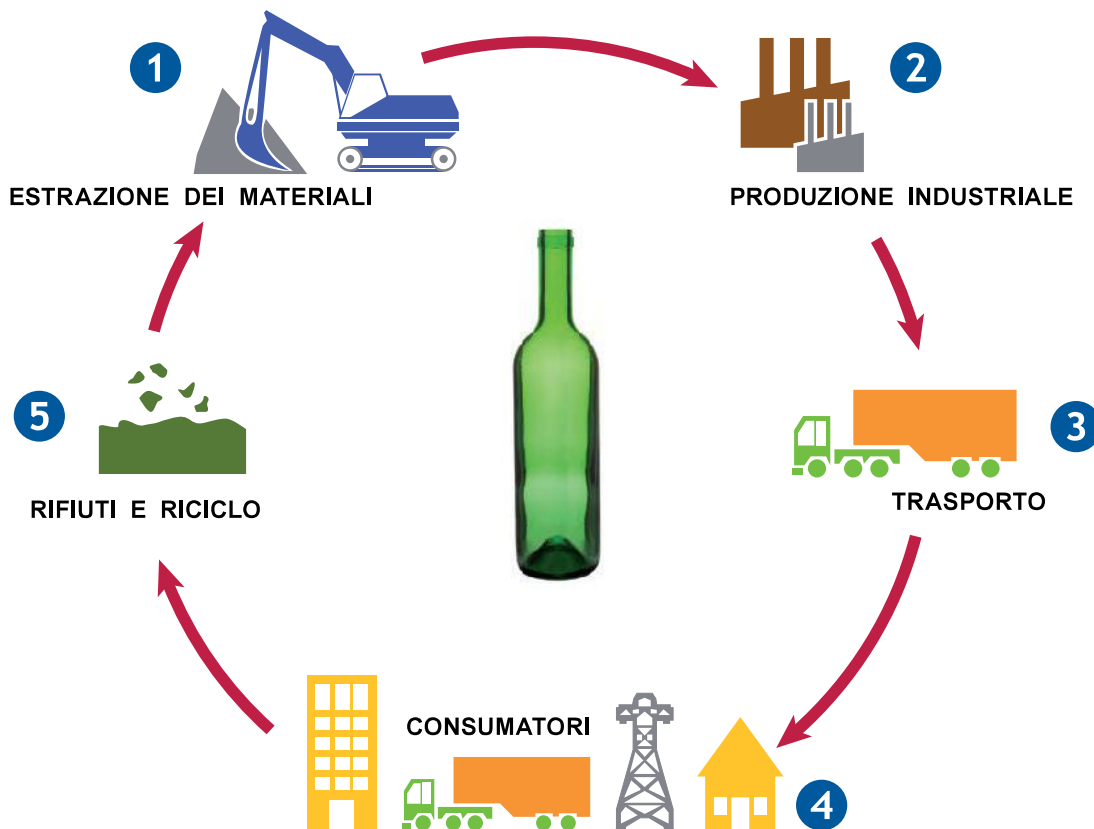 1
ESTRAZIONE DEI MATERIALI
2
PRODUZIONE INDUSTRIALE
3
TRASPORTO
CONSUMATORI
4
5
RIFIUTI E RICICLO